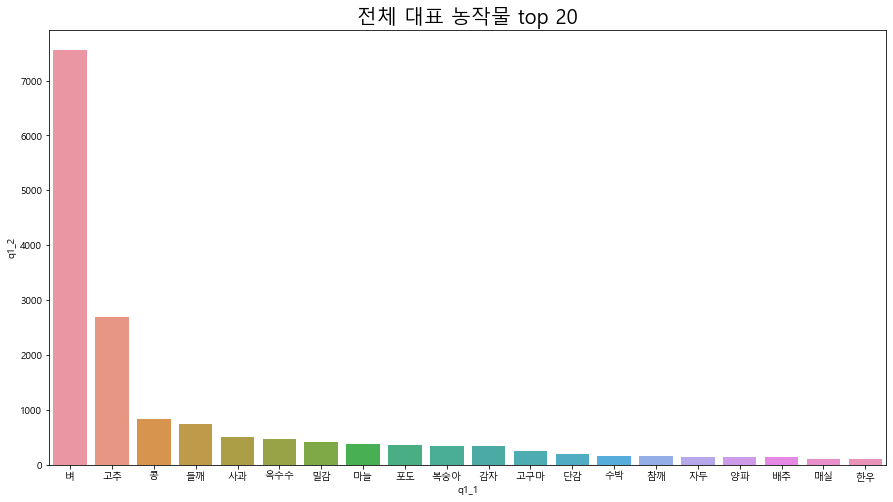 전체 대표 농작물 top 20
7000
6000
5000
4000
3000
2000
1000
0
q1_2
벼 고추 콩 들깨 사과 옥수수 밀감 마늘 포도 복숭아 감자 고구마 단감 수박 참깨 자두 양파 배추 매실 한우
q1_1